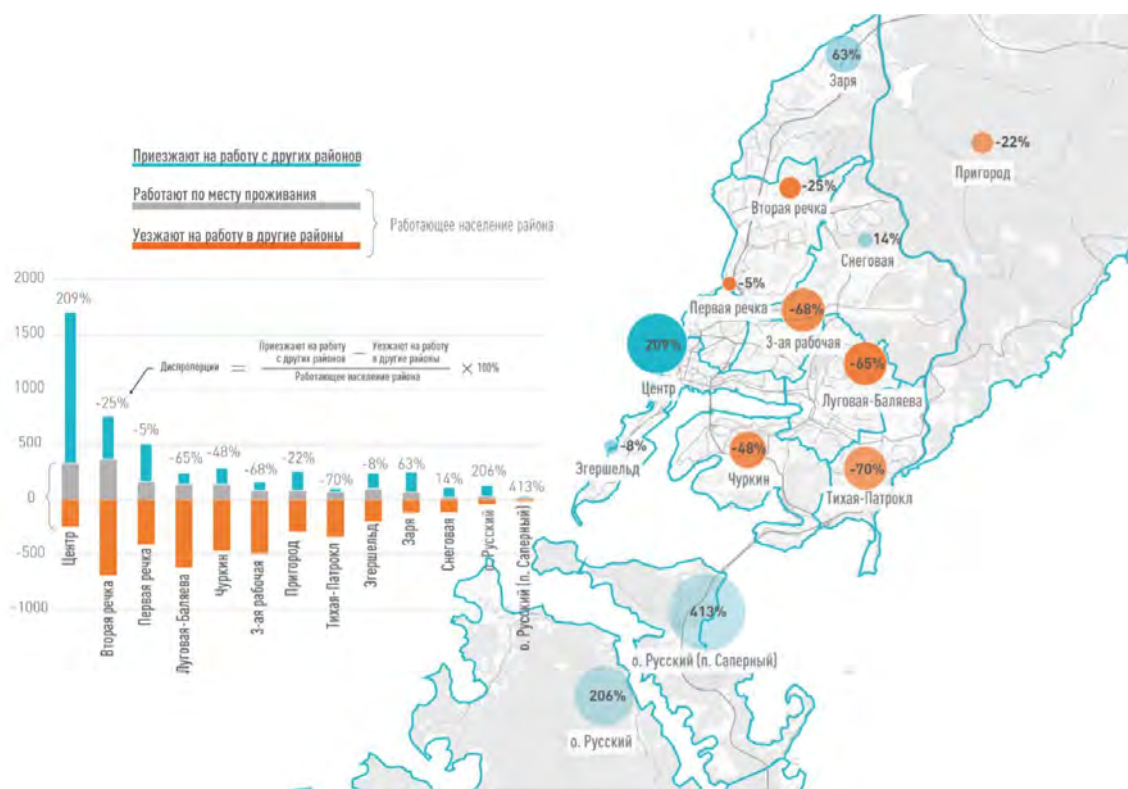 Приезжают на работу с других районов
Работают по месту проживания
Уезжают на работу в другие районы
Работающее население района
2000
1500
1000
500
0
-500
-1000
209%
-25%
-5%
-65%
-48%
-68%
-22%
-70%
-8%
63%
14%
206%
413%
Диспропорции = Приезжают на работу с других районов — Уезжают на работу в другие районы
Работающее население района
× 100%
Центр
Вторая речка
Первая речка
Луговая-Баляева
Чуркин
3-ая рабочая
Пригород
Тихая-Патрокл
Эгершельд
Заря
Снеговая
о. Русский
о. Русский (п. Саперный)
63%
Заря
-22%
Пригород
-25%
Вторая речка
14%
Снеговая
-5%
Первая речка
-68%
3-ая рабочая
209%
Центр
-65%
Луговая-Баляева
-8%
Эгершельд
-48%
Чуркин
-70%
Тихая-Патрокл
413%
о. Русский (п. Саперный)
206%
о. Русский